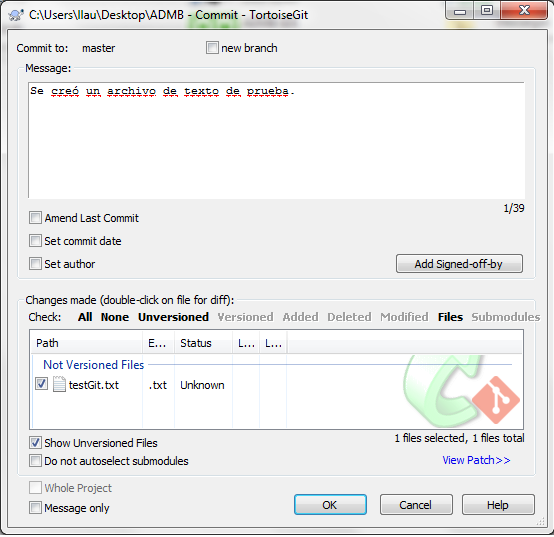 C:\Users\llau\Desktop\ADMB - Commit - TortoiseGit
Commit to: master new branch
Message:
Se creó un archivo de texto de prueba.
1/39
Amend Last Commit
Set commit date
Set author
Add Signed-off-by
Changes made (double-click on file for diff):
Check: All None Unversioned Versioned Added Deleted Modified Files Submodules
Path E... Status L... L...
Not Versioned Files
testGit.txt .txt Unknown
Show Unversioned Files
1 files selected, 1 files total
Do not autoselect submodules
View Patch>>
Whole Project
Message only
OK Cancel Help